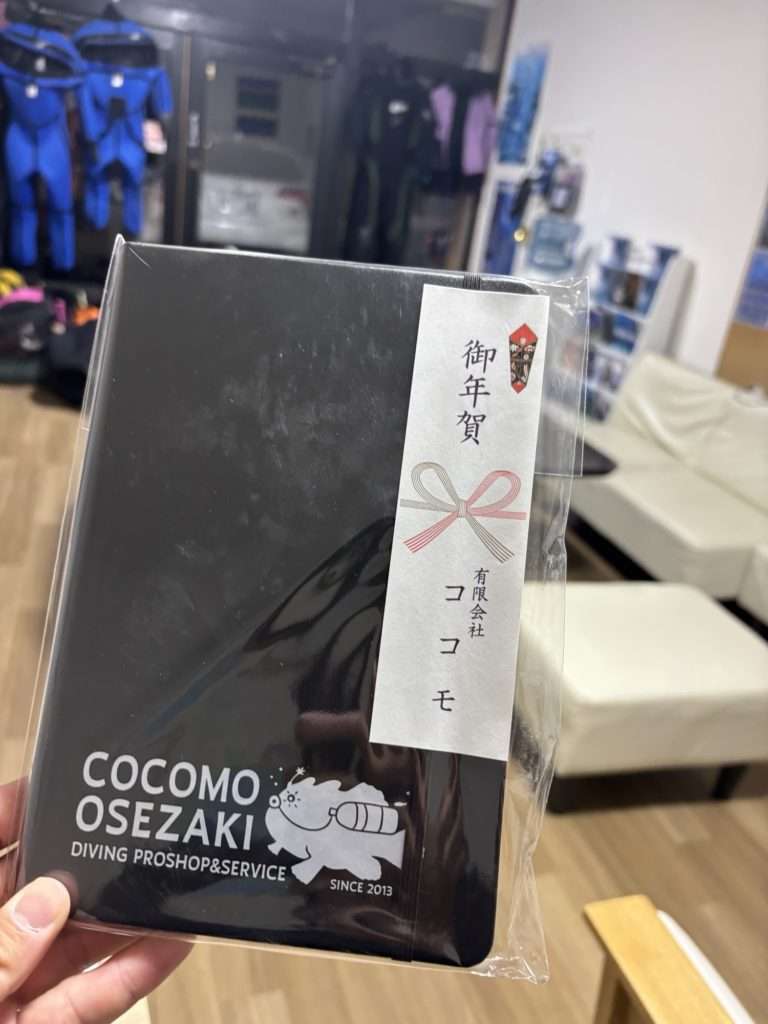 御年賀
有限会社
ココモ
COCOMO
OSEZAKI
DIVING PROSHOP&SERVICE
SINCE 2013